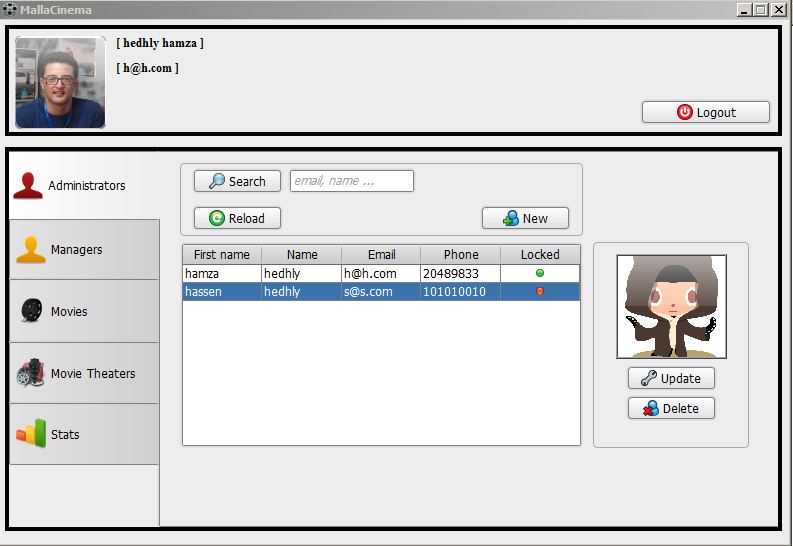 MallaCinema
[ hedhly hamza ]
[ h@h.com ]
Logout
Administrators
Managers
Movies
Movie Theaters
Stats
Search
email, name ...
Reload
New
First name Name Email Phone Locked
hamza hedhly h@h.com 20489833
hassen hedhly s@s.com 101010010
Update
Delete